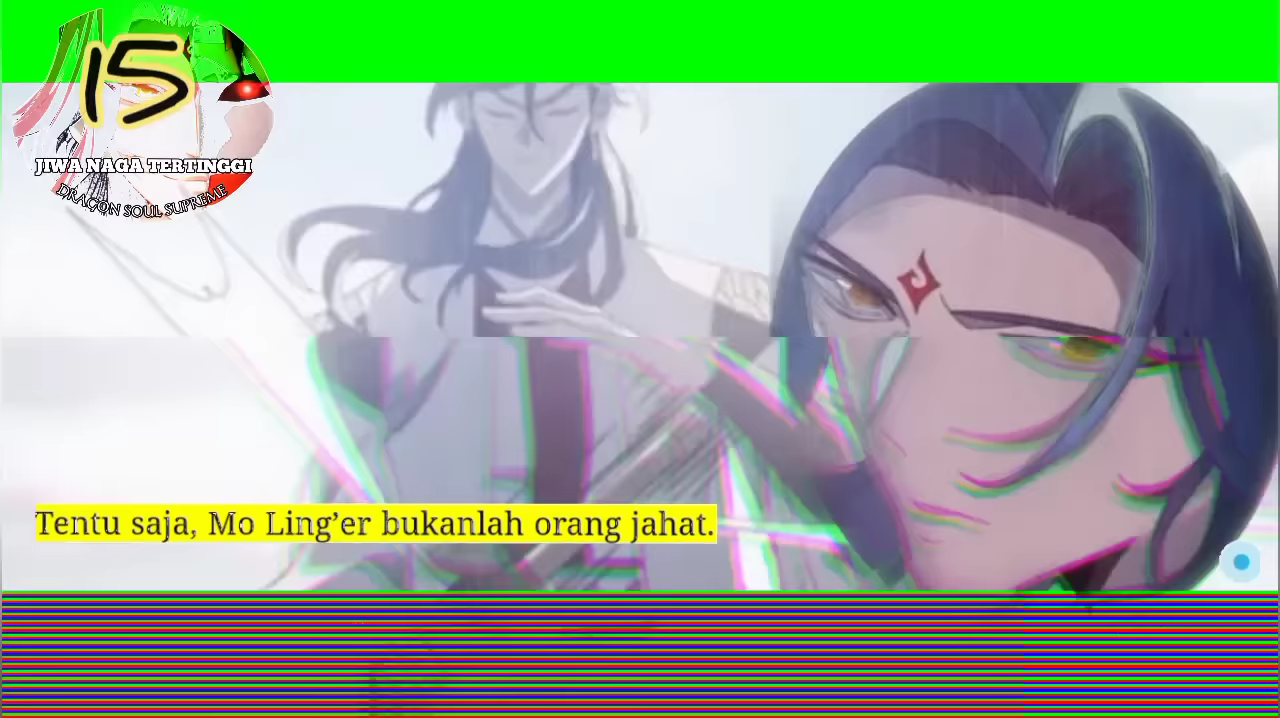 15
JIWA NAGA TERTINGGI
DRAGON SOUL SUPREME
Tentu saja, Mo Ling’er bukanlah orang jahat.